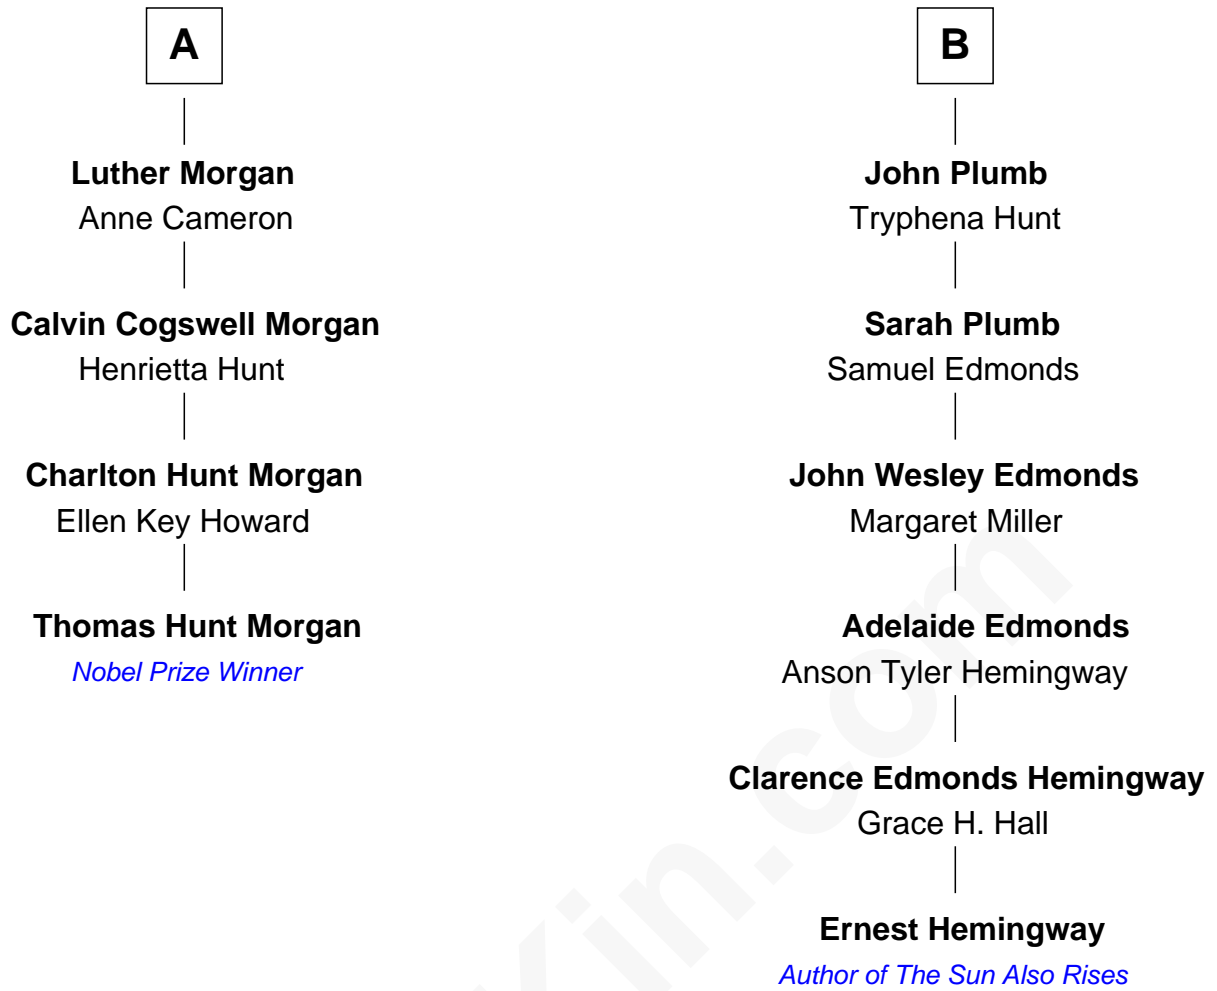 A
Luther Morgan
Anne Cameron
Calvin Cogswell Morgan
Henrietta Hunt
Charlton Hunt Morgan
Ellen Key Howard
Thomas Hunt Morgan
Nobel Prize Winner
B
John Plumb
Tryphena Hunt
Sarah Plumb
Samuel Edmonds
John Wesley Edmonds
Margaret Miller
Adelaide Edmonds
Anson Tyler Hemingway
Clarence Edmonds Hemingway
Grace H. Hall
Ernest Hemingway
Author of The Sun Also Rises
Kin.com